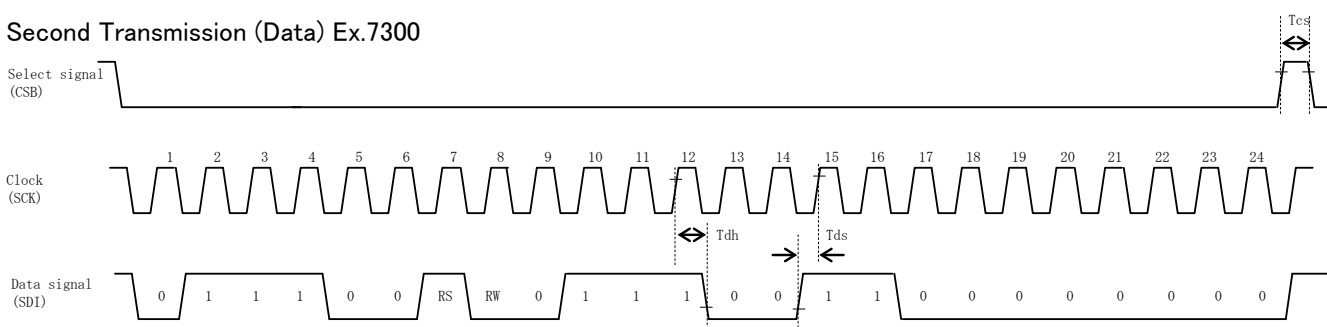 Second Transmission (Data) Ex.7300
Tcs
Select signal
(CSB)
1 2 3 4 5 6 7 8 9 10 11 12 13 14 15 16 17 18 19 20 21 22 23 24
Clock
(SCK)
Tdh Tds
Data signal
(SDI)
0 1 1 1 0 0 RS RW 0 1 1 1 0 0 1 1 0 0 0 0 0 0 0 0